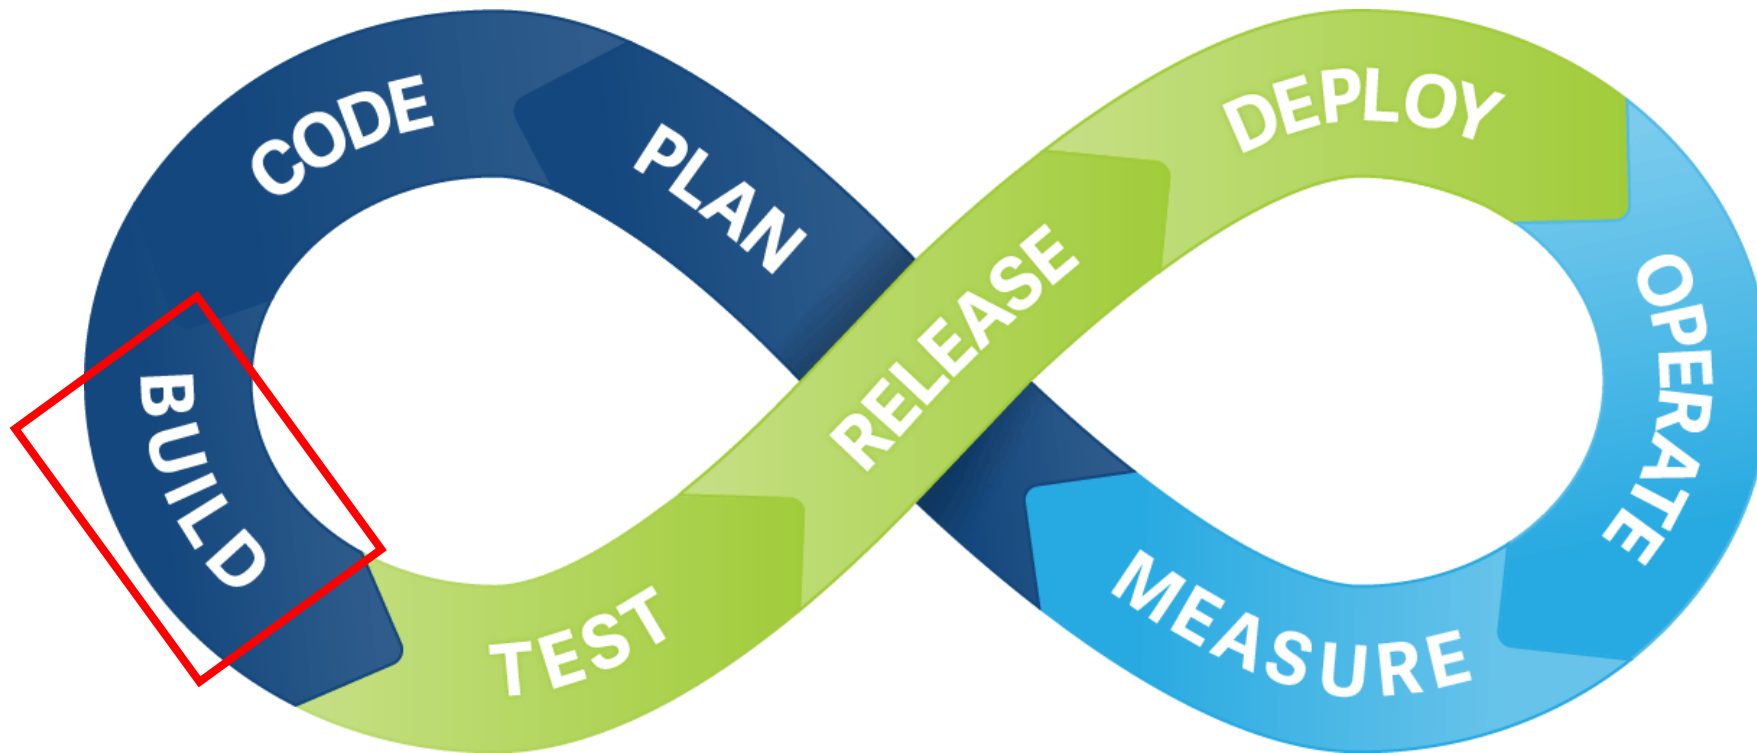 CODE
PLAN
DEPLOY
BUILD
RELEASE
OPERATE
TEST
MEASURE